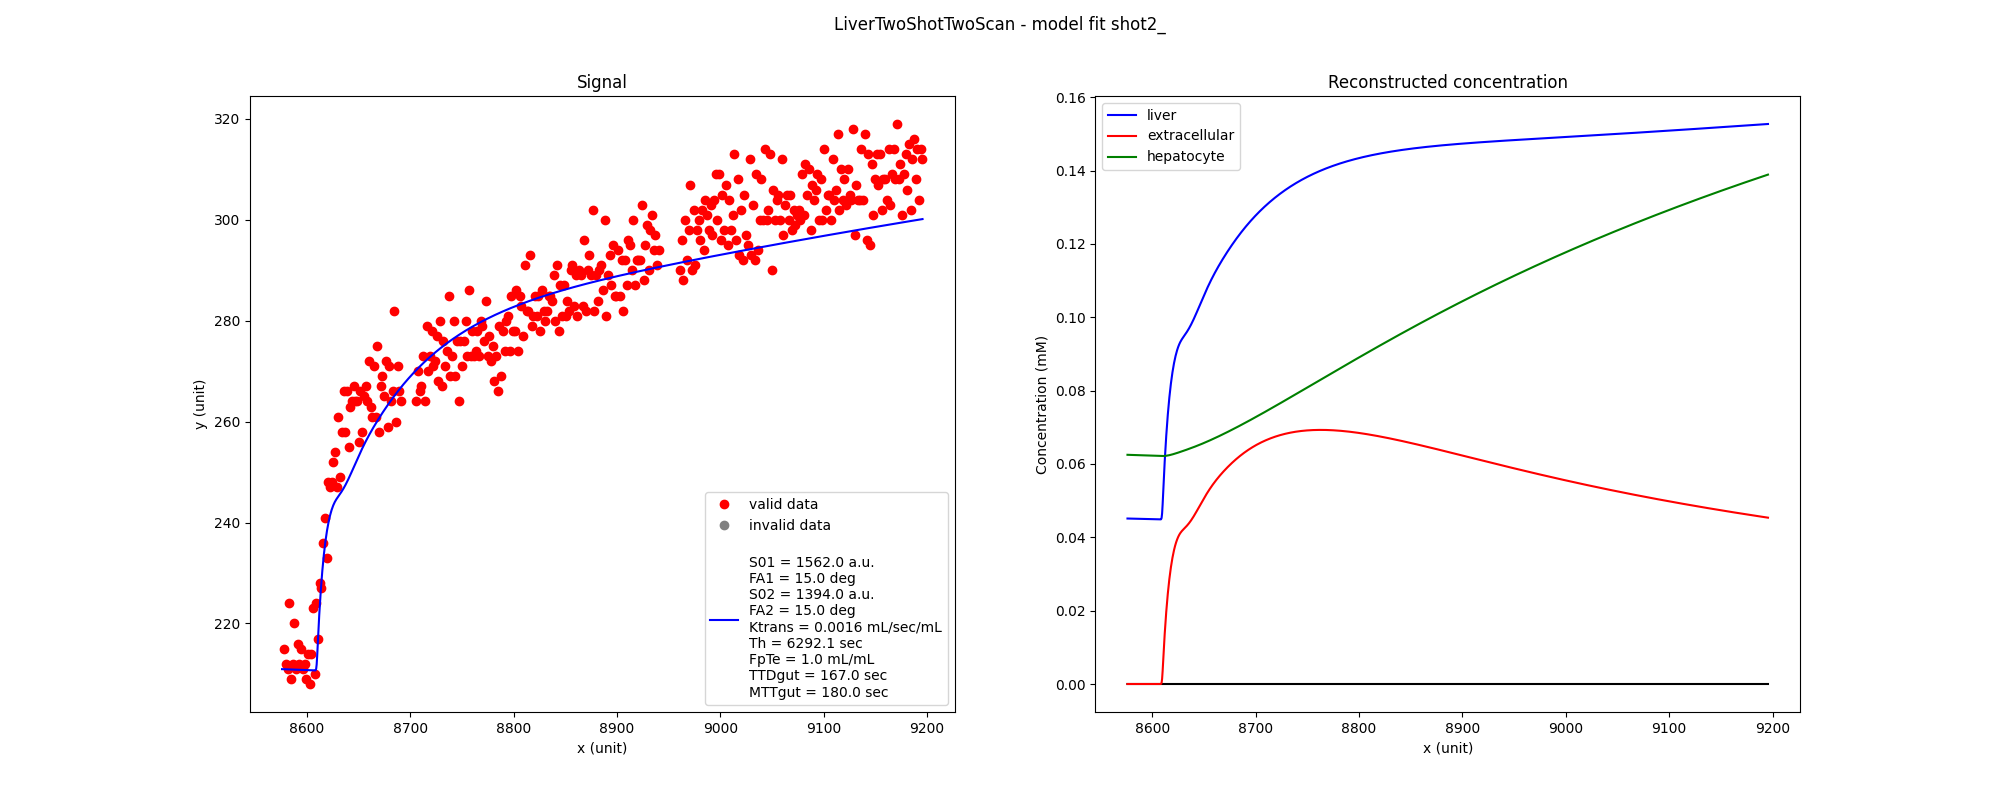 LiverTwoShotTwoScan - model fit shot2_
Signal
320
300
280
260
240
220
y (unit)
8600 8700 8800 8900 9000 9100 9200
x (unit)
valid data
invalid data
S01 = 1562.0 a.u.
FA1 = 15.0 deg
S02 = 1394.0 a.u.
FA2 = 15.0 deg
Ktrans = 0.0016 mL/sec/mL
Th = 6292.1 sec
FpTe = 1.0 mL/mL
TTDgut = 167.0 sec
MTTgut = 180.0 sec
Reconstructed concentration
0.16
0.14
0.12
0.10
0.08
0.06
0.04
0.02
0.00
Concentration (mM)
liver
extracellular
hepatocyte
8600 8700 8800 8900 9000 9100 9200
x (unit)